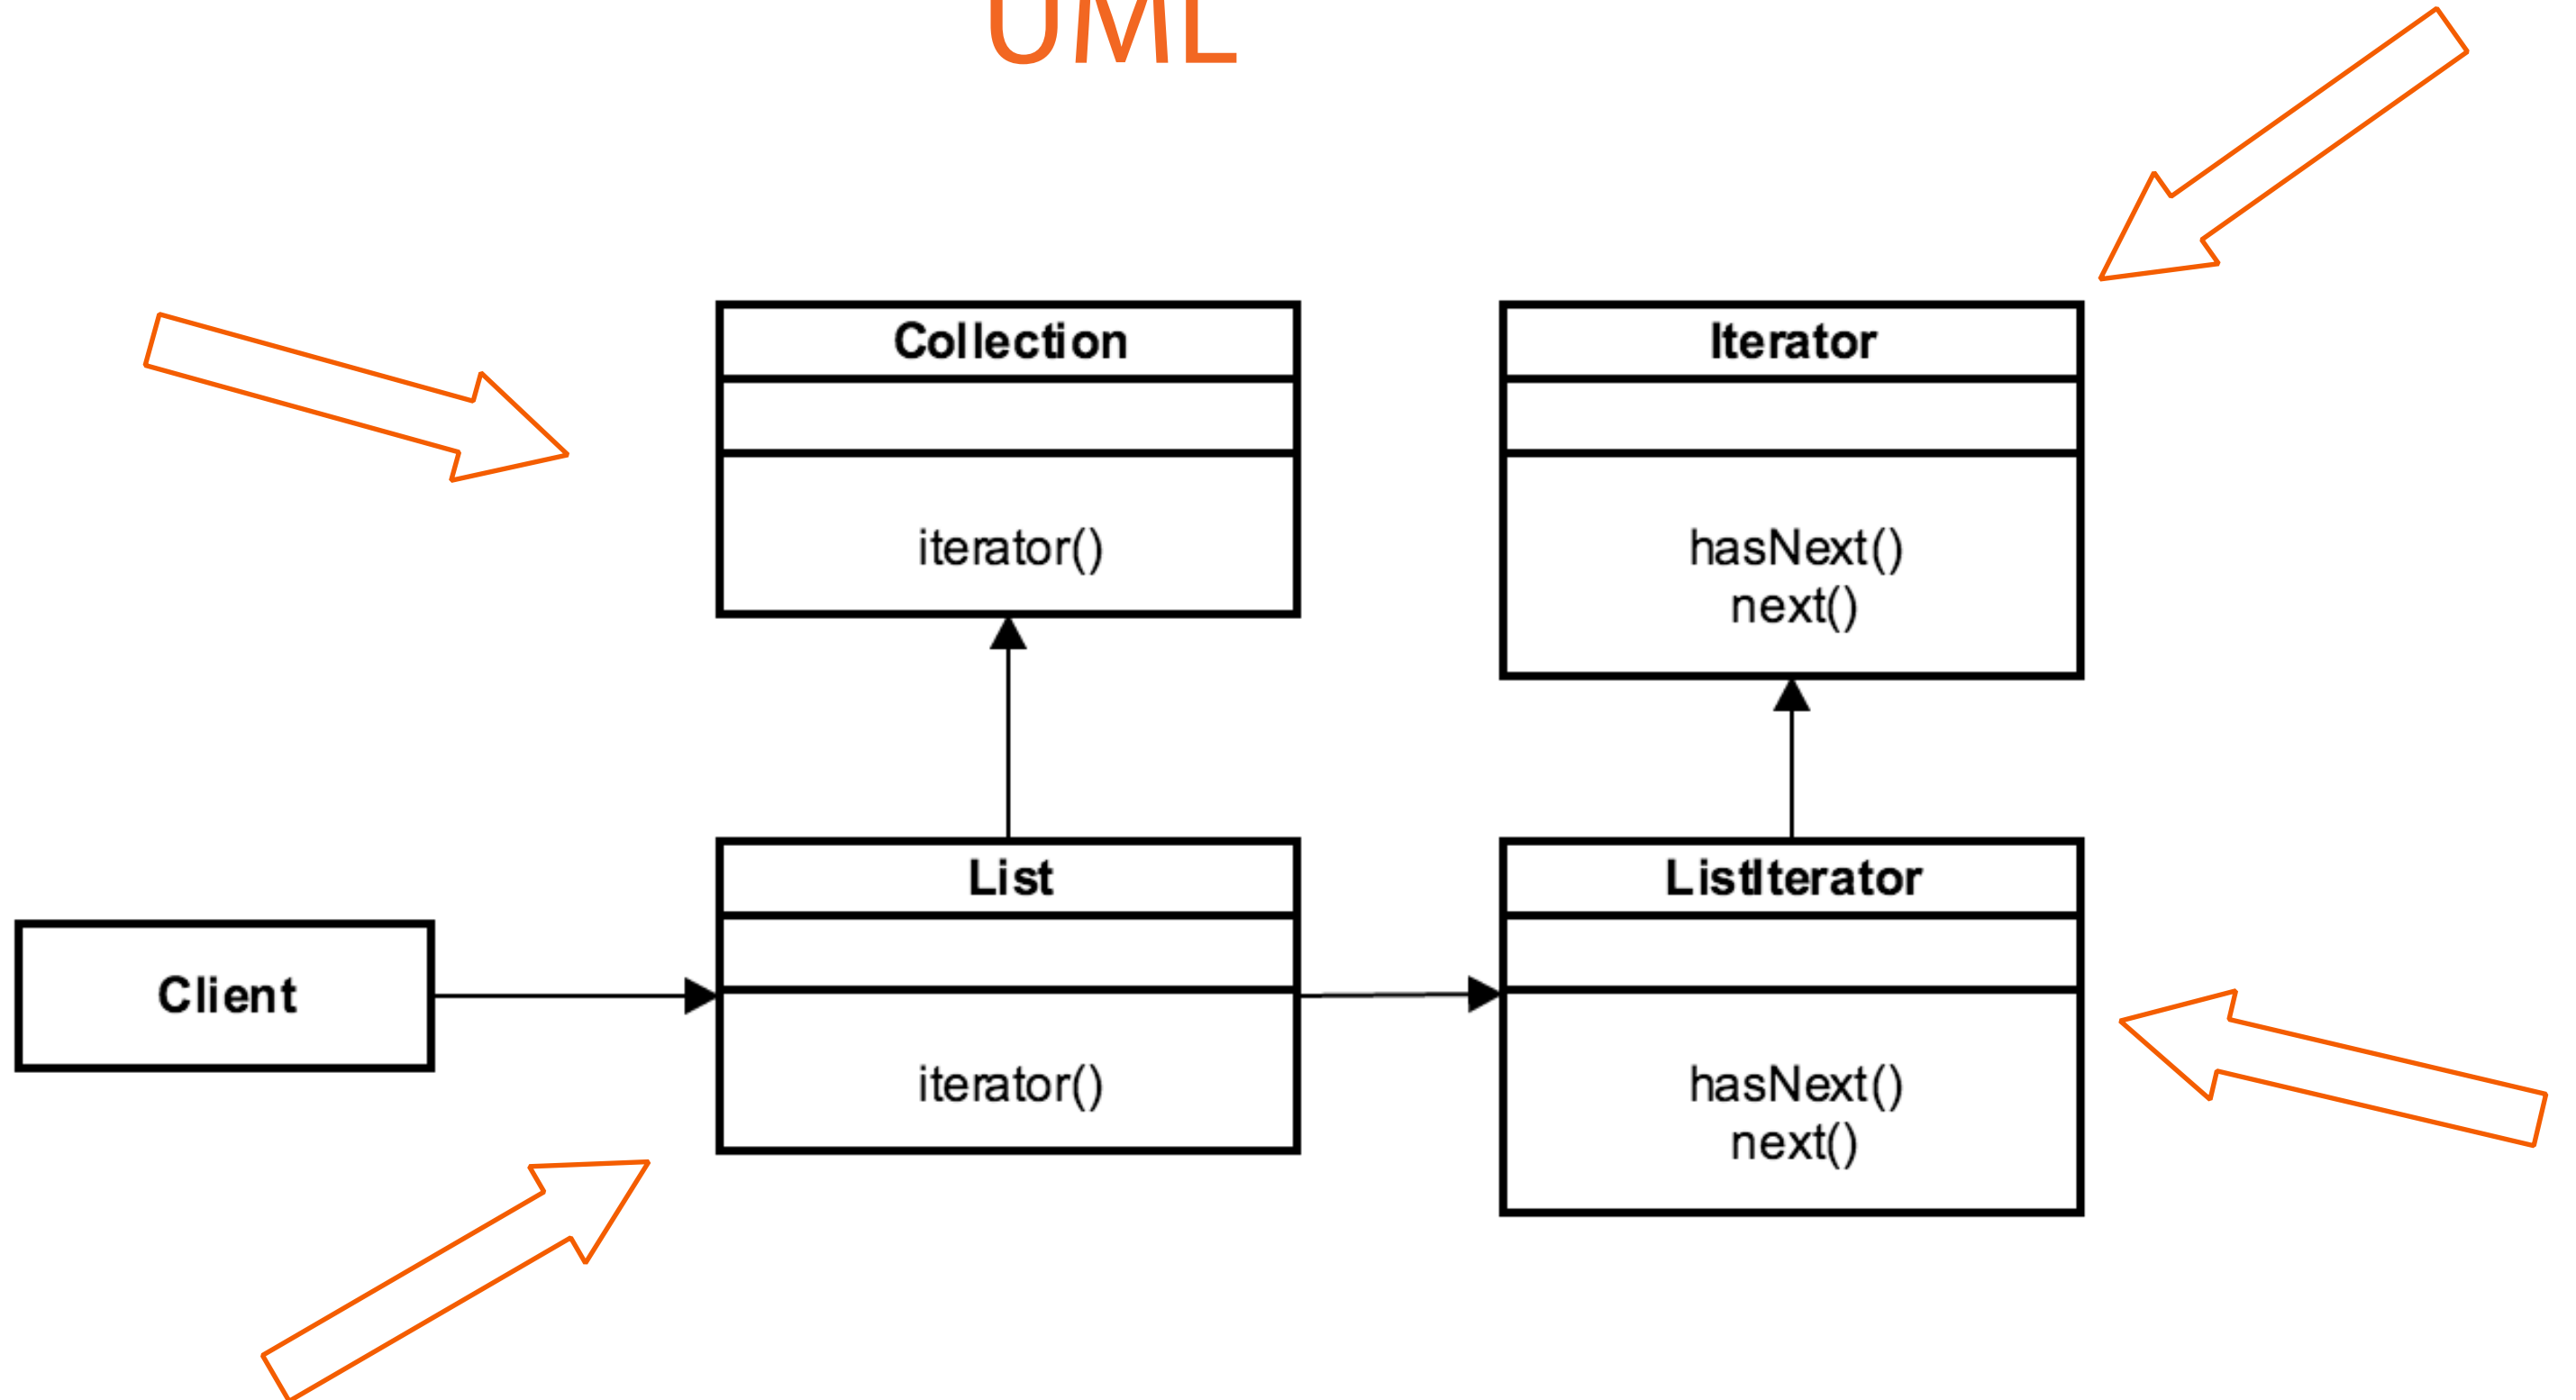 UML
Collection
iterator()
Iterator
hasNext()
next()
Client
List
iterator()
ListIterator
hasNext()
next()